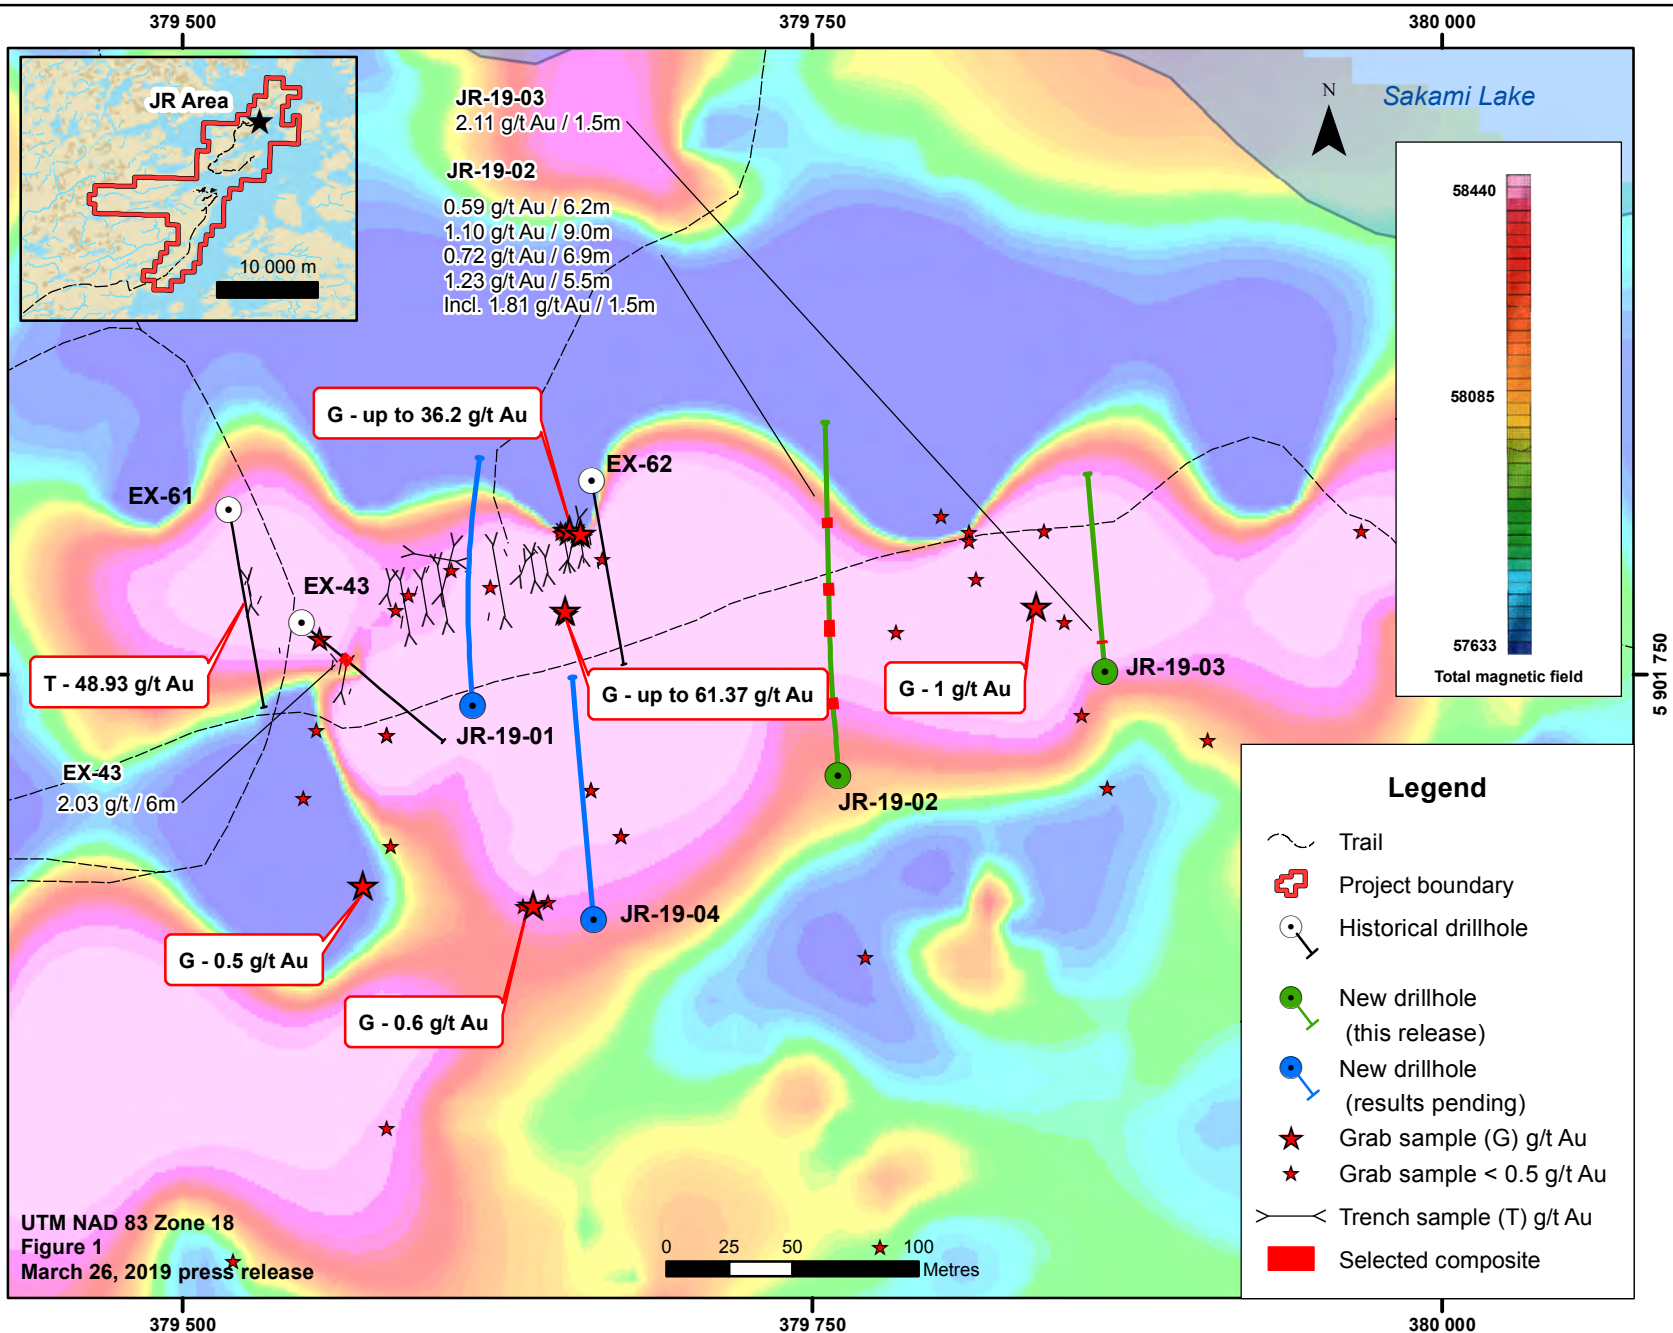 379 500
379 750
380 000
JR Area
10 000 m
JR-19-03
2.11 g/t Au / 1.5m
JR-19-02
0.59 g/t Au / 6.2m
1.10 g/t Au / 9.0m
0.72 g/t Au / 6.9m
1.23 g/t Au / 5.5m
Incl. 1.81 g/t Au / 1.5m
N
Sakami Lake
58440
58085
57633
Total magnetic field
5 901 750
G - up to 36.2 g/t Au
EX-62
EX-61
EX-43
T - 48.93 g/t Au
G - up to 61.37 g/t Au
G - 1 g/t Au
JR-19-03
JR-19-01
EX-43
2.03 g/t / 6m
JR-19-02
JR-19-04
G - 0.5 g/t Au
G - 0.6 g/t Au
Legend
Trail
Project boundary
Historical drillhole
New drillhole
(this release)
New drillhole
(results pending)
Grab sample (G) g/t Au
Grab sample < 0.5 g/t Au
Trench sample (T) g/t Au
Selected composite
UTM NAD 83 Zone 18
Figure 1
March 26, 2019 press release
0 25 50 100
Metres
379 500
379 750
380 000